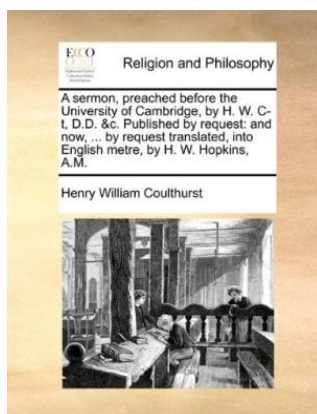 ECCO
Religion and Philosophy
A sermon, preached before the
University of Cambridge, by H. W. C-
t, D.D. &c. Published by request: and
now, ... by request translated, into
English metre, by H. W. Hopkins,
A.M.
Henry William Coulthurst